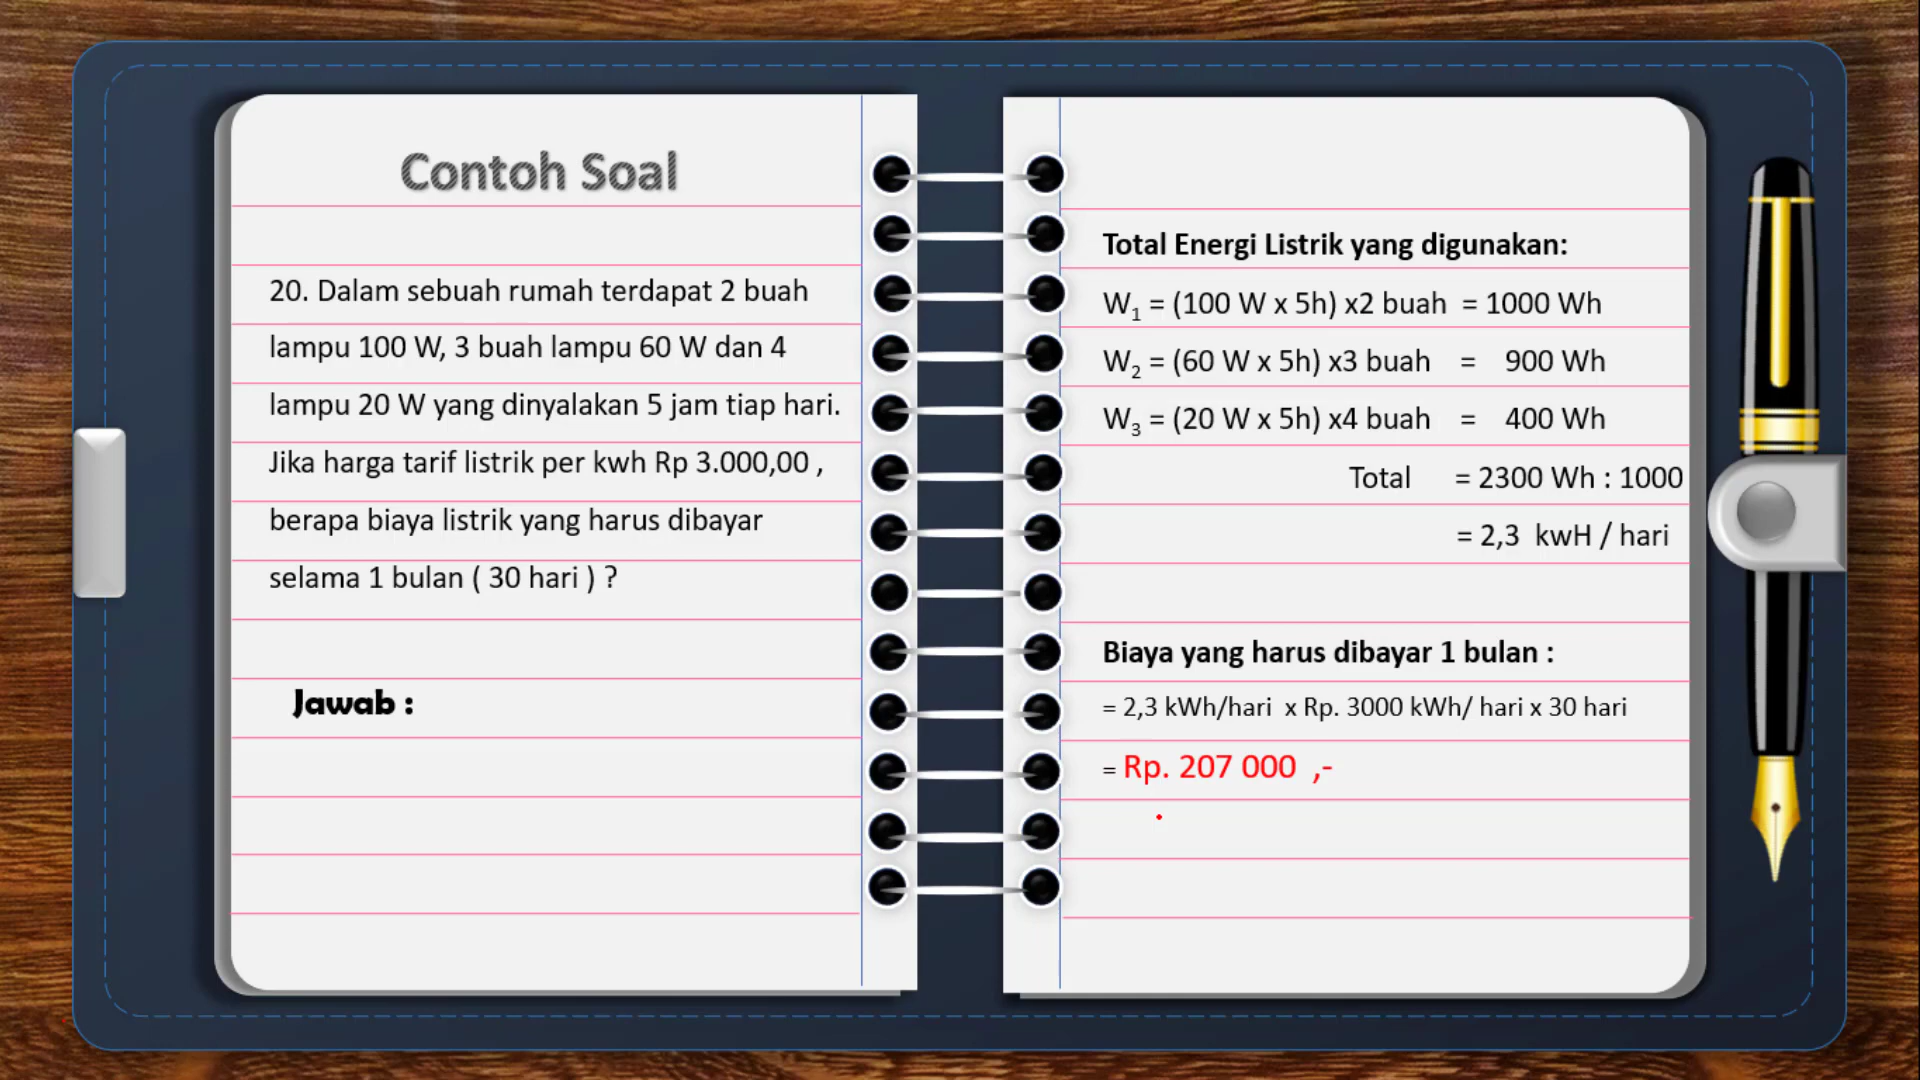 Contoh Soal
20. Dalam sebuah rumah terdapat 2 buah
lampu 100 W, 3 buah lampu 60 W dan 4
lampu 20 W yang dinyalakan 5 jam tiap hari.
Jika harga tarif listrik per kwh Rp 3.000,00 ,
berapa biaya listrik yang harus dibayar
selama 1 bulan ( 30 hari ) ?
Jawab :
Total Energi Listrik yang digunakan:
W₁ = (100 W x 5h) x2 buah = 1000 Wh
W₂ = (60 W x 5h) x3 buah = 900 Wh
W₃ = (20 W x 5h) x4 buah = 400 Wh
Total = 2300 Wh : 1000
= 2,3 kwH / hari
Biaya yang harus dibayar 1 bulan :
= 2,3 kWh/hari x Rp. 3000 kWh/ hari x 30 hari
= Rp. 207 000 ,-